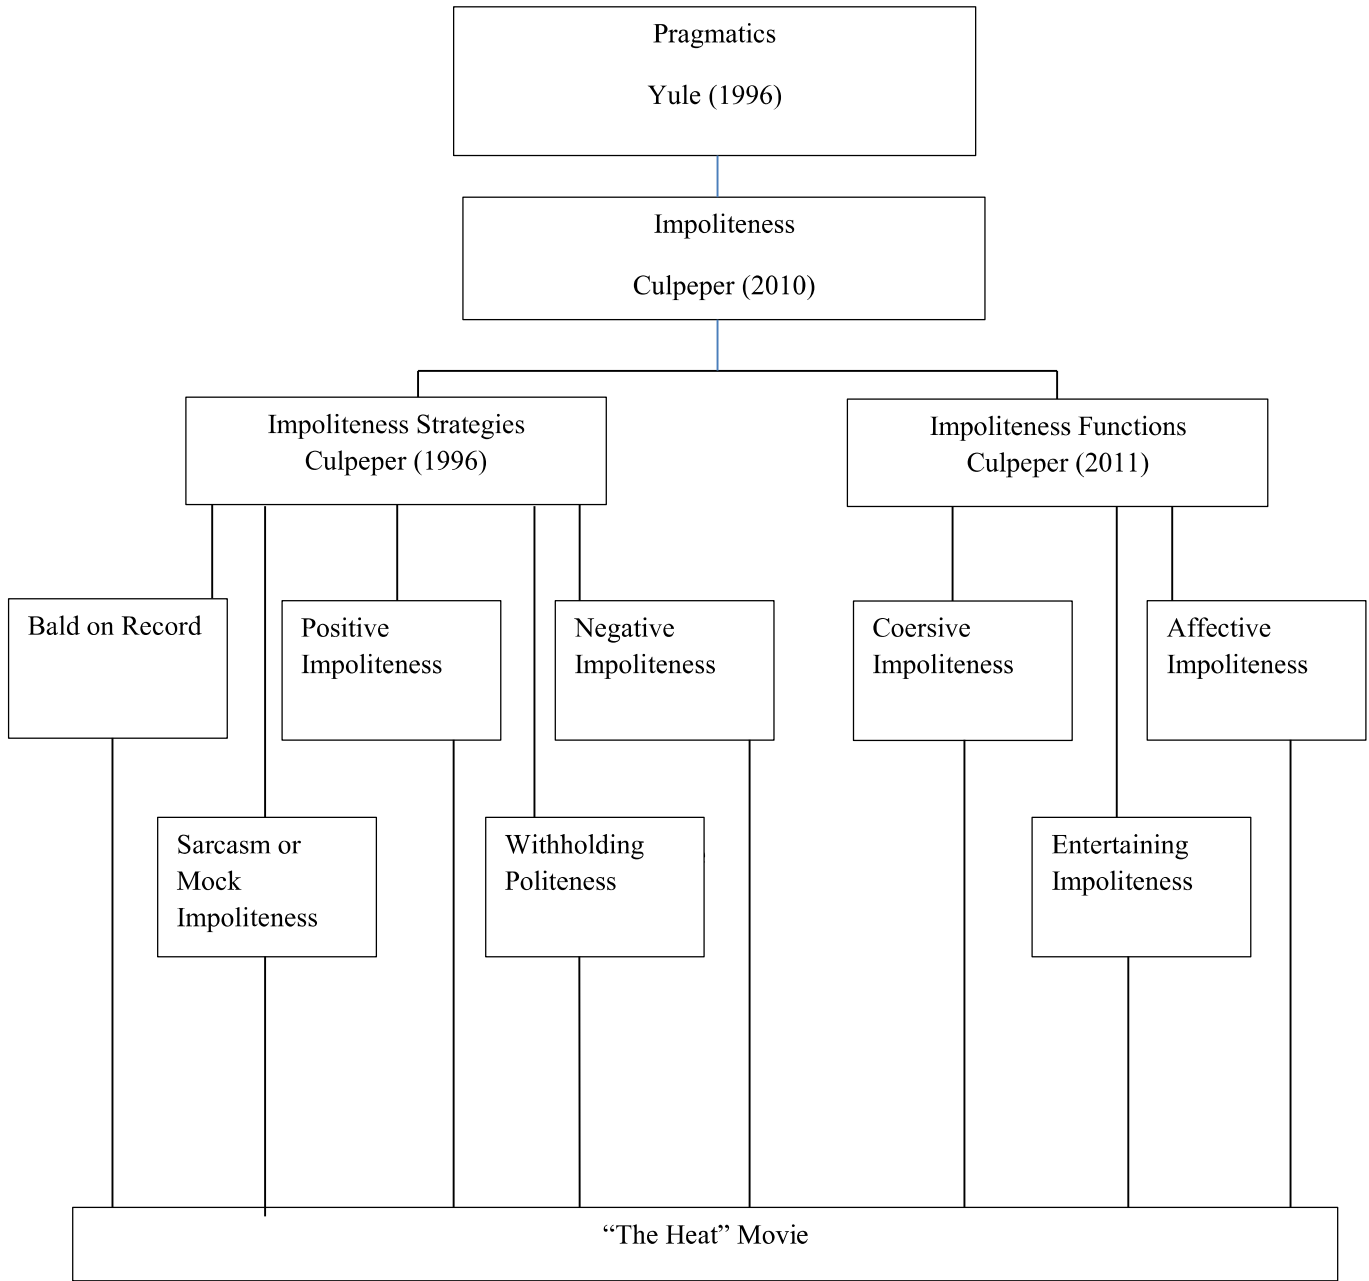 Pragmatics
Yule (1996)
Impoliteness
Culpeper (2010)
Impoliteness Strategies
Culpeper (1996)
Impoliteness Functions
Culpeper (2011)
Bald on Record
Positive
Impoliteness
Negative
Impoliteness
Coersive
Impoliteness
Affective
Impoliteness
Sarcasm or
Mock
Impoliteness
Withholding
Politeness
Entertaining
Impoliteness
“The Heat” Movie